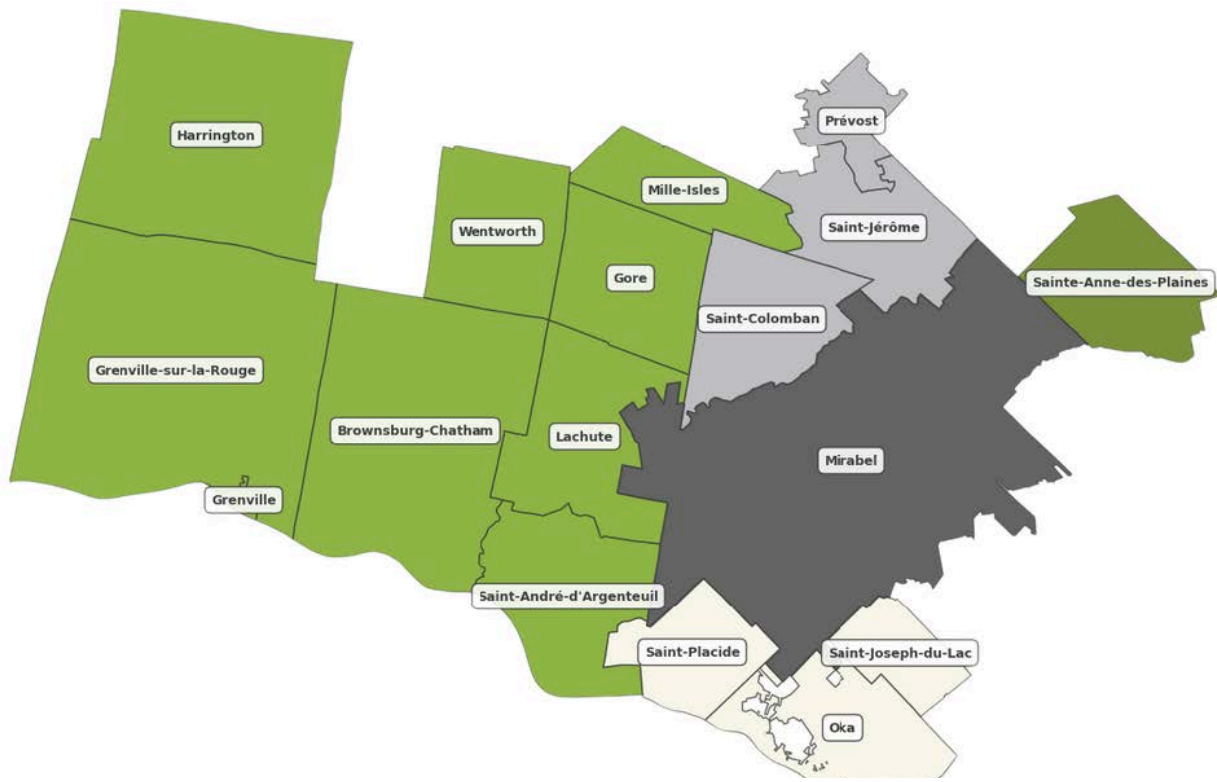 Prévost
Harrington
Mille-Isles
Saint-Jérôme
Wentworth
Gore
Sainte-Anne-des-Plaines
Saint-Colomban
Grenville-sur-la-Rouge
Brownsburg-Chatham
Lachute
Mirabel
Grenville
Saint-André-d'Argenteuil
Saint-Placide
Saint-Joseph-du-Lac
Oka